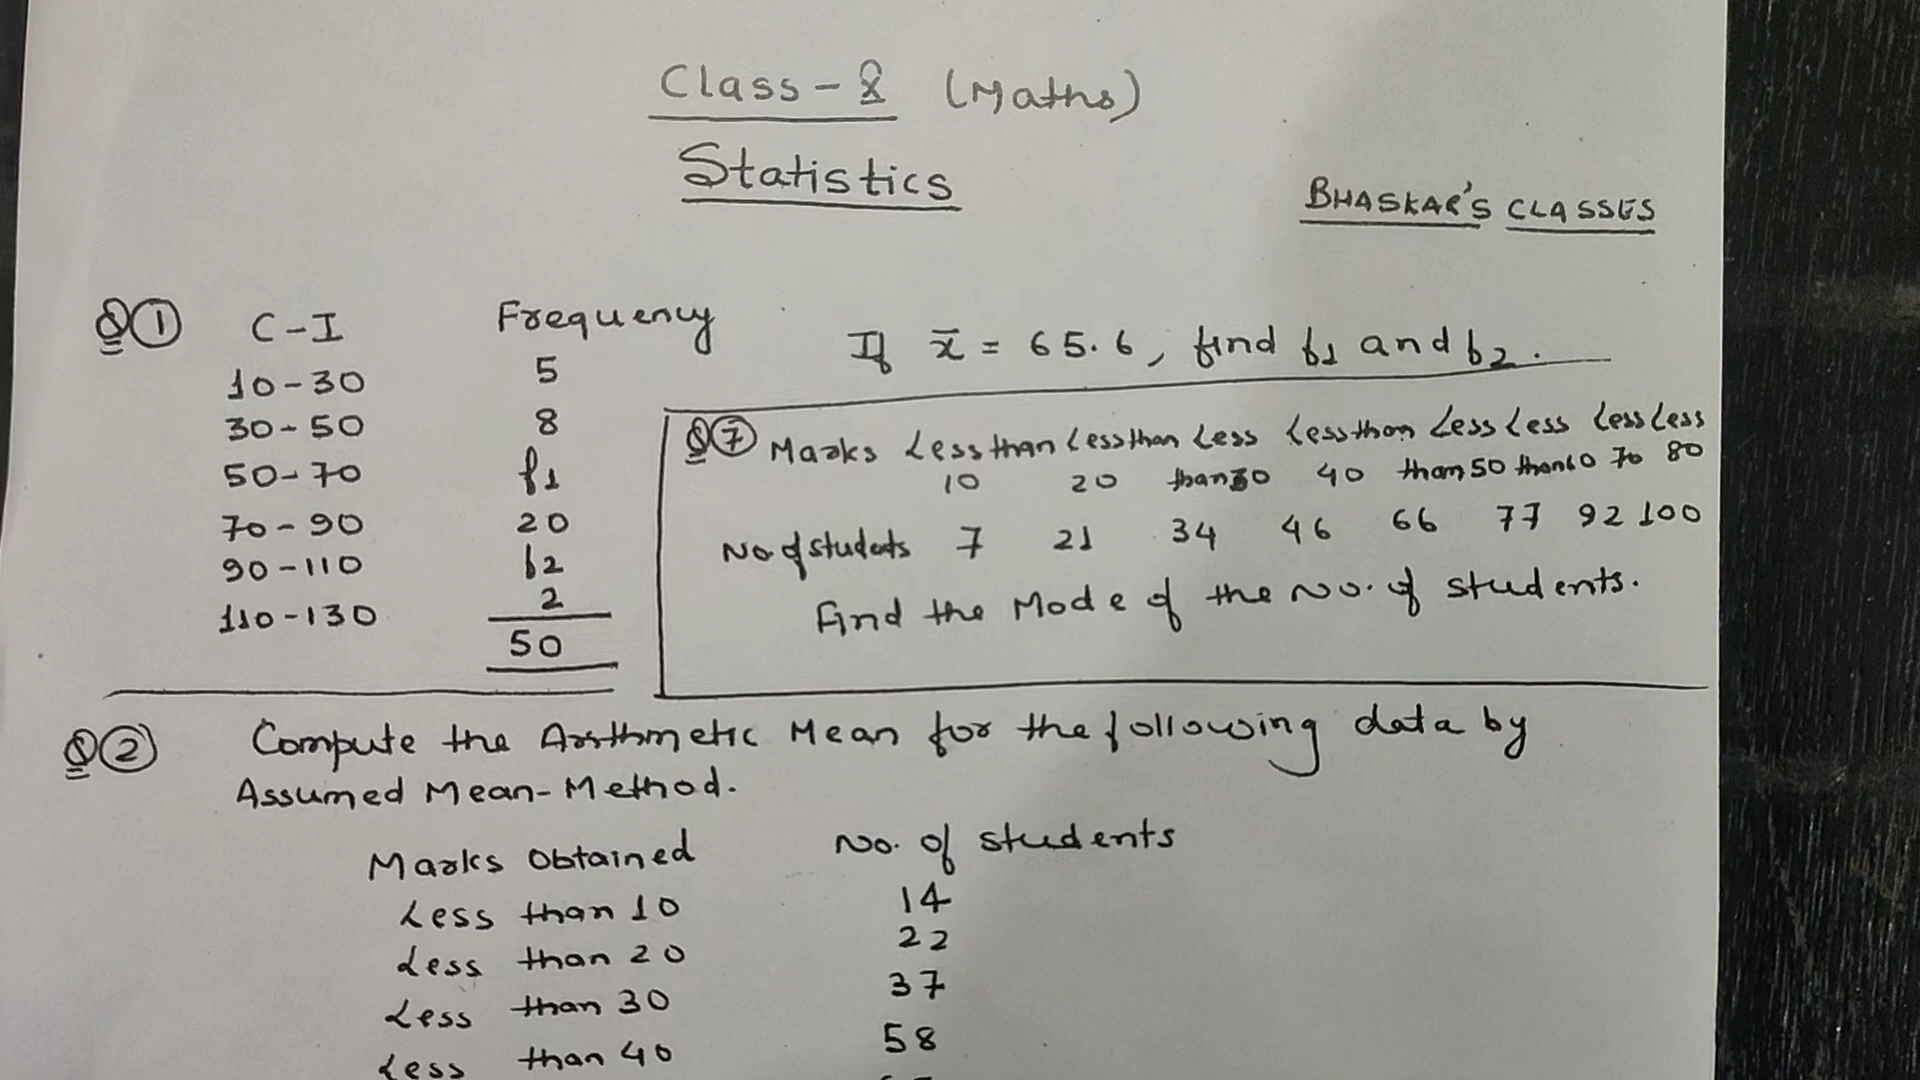 Class - X (Maths)
Statistics
BHASKAR'S CLASSES
Q1 C-I Frequency
10-30 5
30-50 8
50-70 f1
70-90 20
90-110 f2
110-130 2
50
If x̄ = 65.6, find f1 and f2.
Q7 Marks Less than Less than Less Less than Less Less Less Less
10 20 than 30 40 than 50 than 60 70 80
No of students 7 21 34 46 66 77 92 100
Find the Mode of the No. of students.
Q2 Compute the Arithmetic Mean for the following data by
Assumed Mean-Method.
Marks Obtained No. of students
Less than 10 14
Less than 20 22
Less than 30 37
Less than 40 58